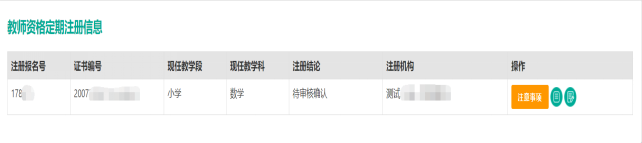 教师资格定期注册信息
注册报名号 证书编号 现任教学段 现任教学科 注册结论 注册机构 操作
178 2007 小学 数学 待审核确认 测试 注意事项